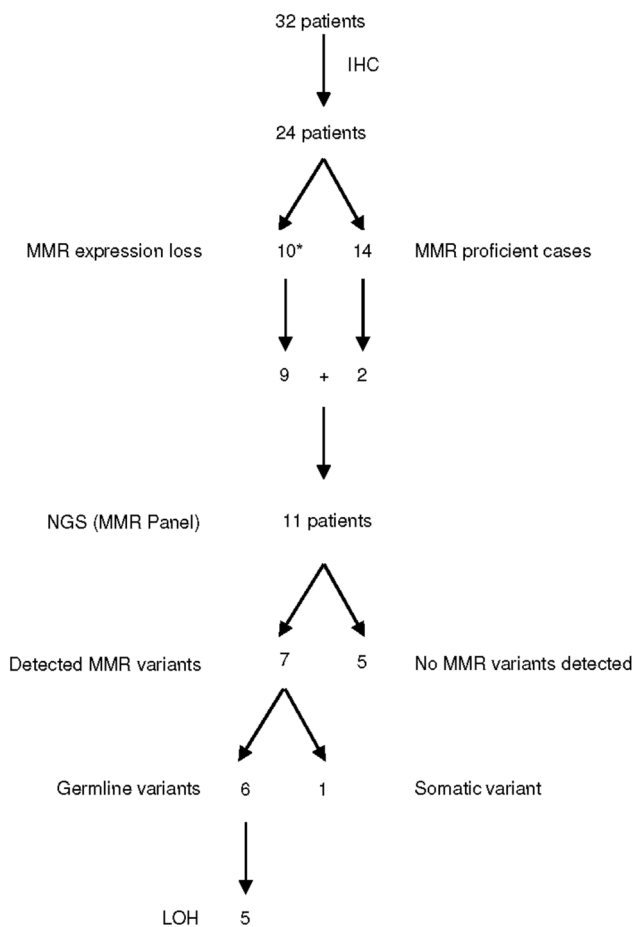 32 patients
IHC
24 patients
MMR expression loss 10* 14 MMR proficient cases
9 + 2
NGS (MMR Panel) 11 patients
Detected MMR variants 7 5 No MMR variants detected
Germline variants 6 1 Somatic variant
LOH 5